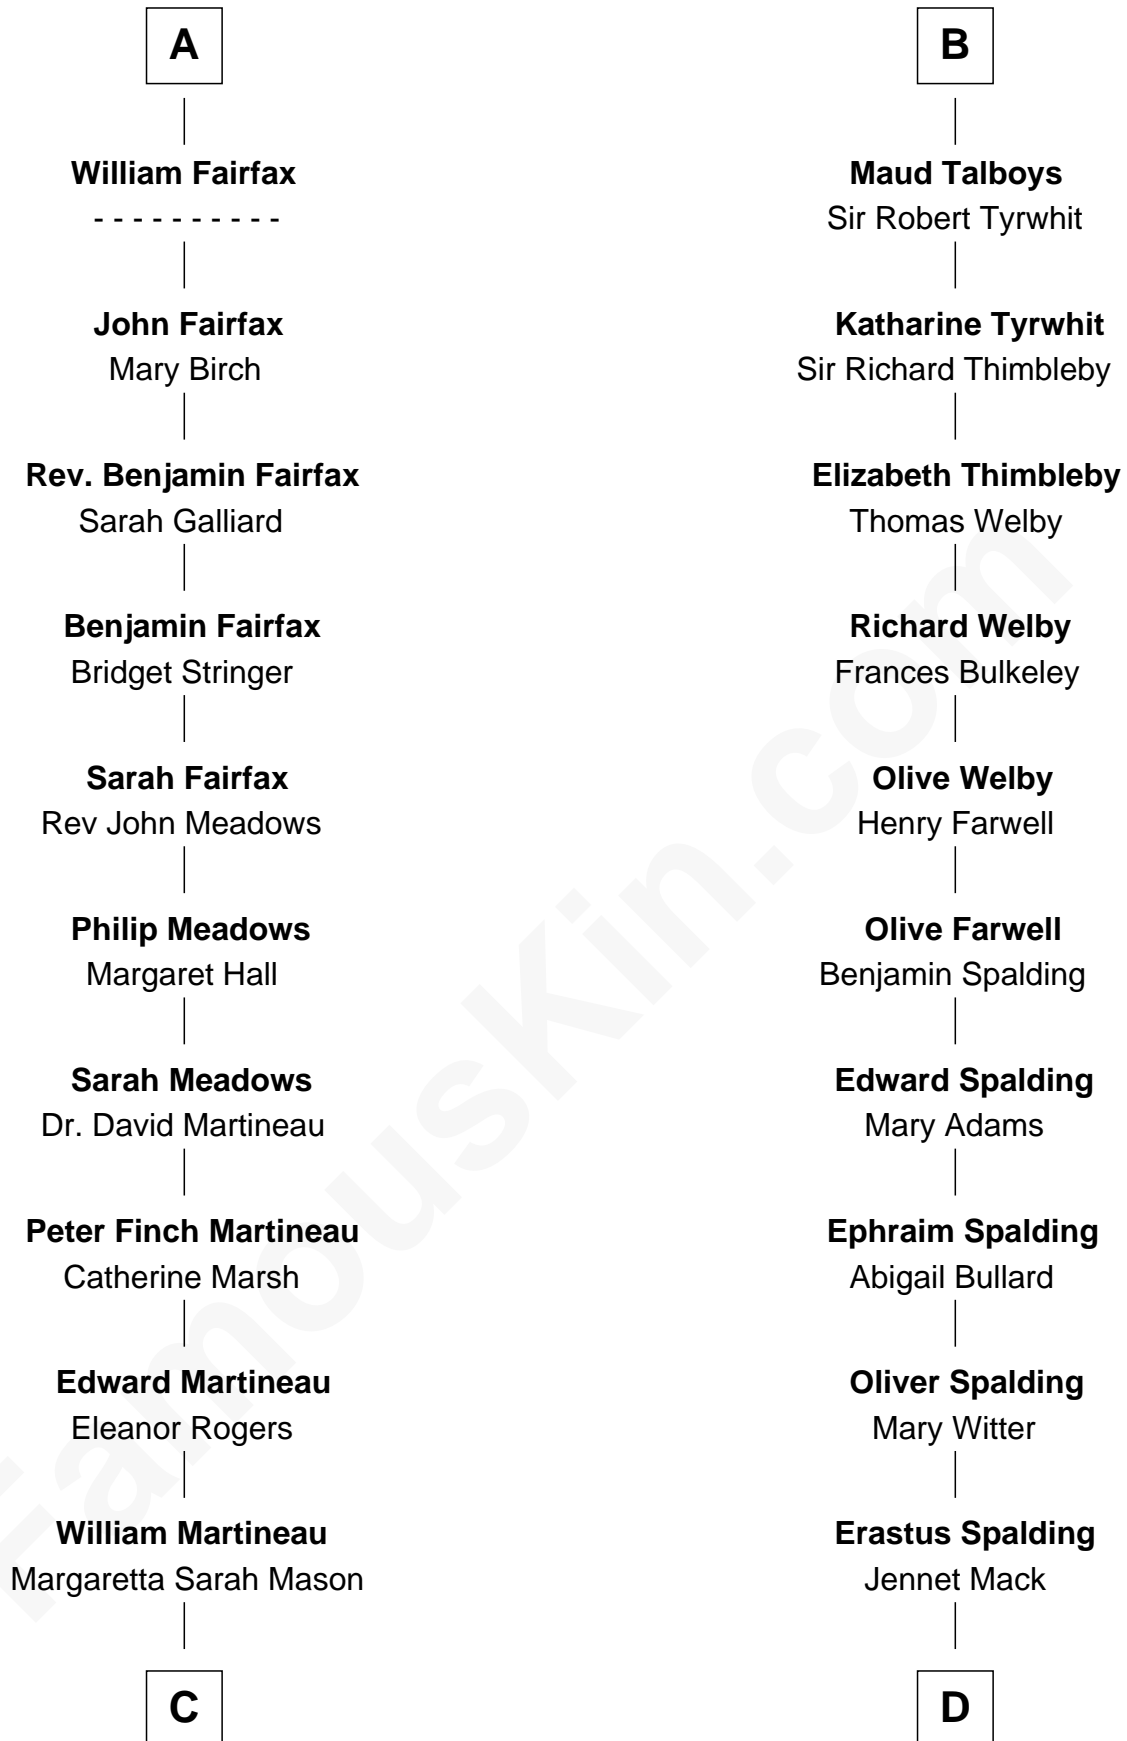 A
William Fairfax
- - - - - - - - - -
John Fairfax
Mary Birch
Rev. Benjamin Fairfax
Sarah Galliard
Benjamin Fairfax
Bridget Stringer
Sarah Fairfax
Rev John Meadows
Philip Meadows
Margaret Hall
Sarah Meadows
Dr. David Martineau
Peter Finch Martineau
Catherine Marsh
Edward Martineau
Eleanor Rogers
William Martineau
Margaretta Sarah Mason
C
B
Maud Talboys
Sir Robert Tyrwhit
Katharine Tyrwhit
Sir Richard Thimbleby
Elizabeth Thimbleby
Thomas Welby
Richard Welby
Frances Bulkeley
Olive Welby
Henry Farwell
Olive Farwell
Benjamin Spalding
Edward Spalding
Mary Adams
Ephraim Spalding
Abigail Bullard
Oliver Spalding
Mary Witter
Erastus Spalding
Jennet Mack
D
FamousKin.com